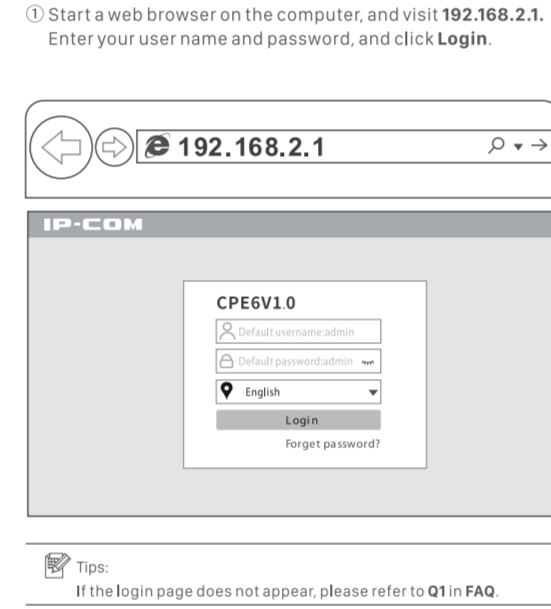 ① Start a web browser on the computer, and visit 192.168.2.1.
Enter your user name and password, and click Login.
192.168.2.1
IP-COM
CPE6V1.0
Default username:admin
Default password:admin
English
Login
Forget password?
Tips:
If the login page does not appear, please refer to Q1 in FAQ.